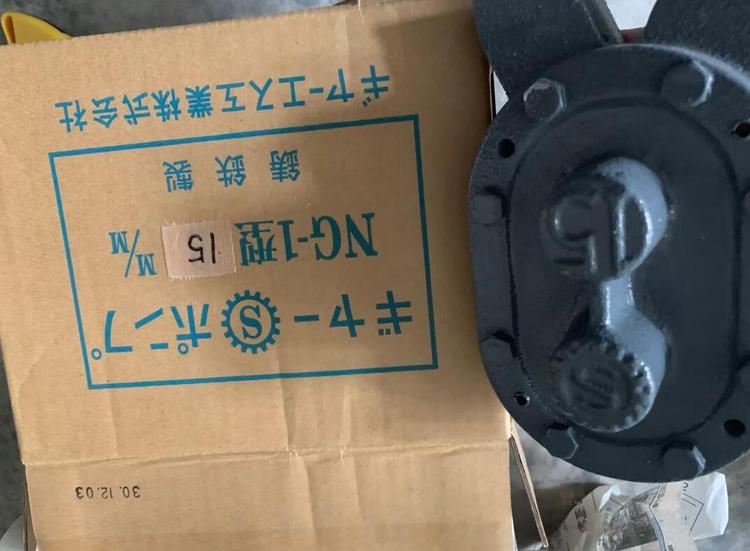 30.12.03
ギヤー S ポンプ
NG-1型 15 M/M
鋳 鉄 製
ギヤーエス工業株式会社
S
15